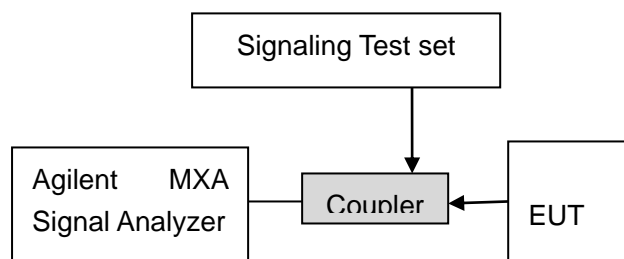 Signaling Test set
Agilent MXA
Signal Analyzer
Coupler
EUT